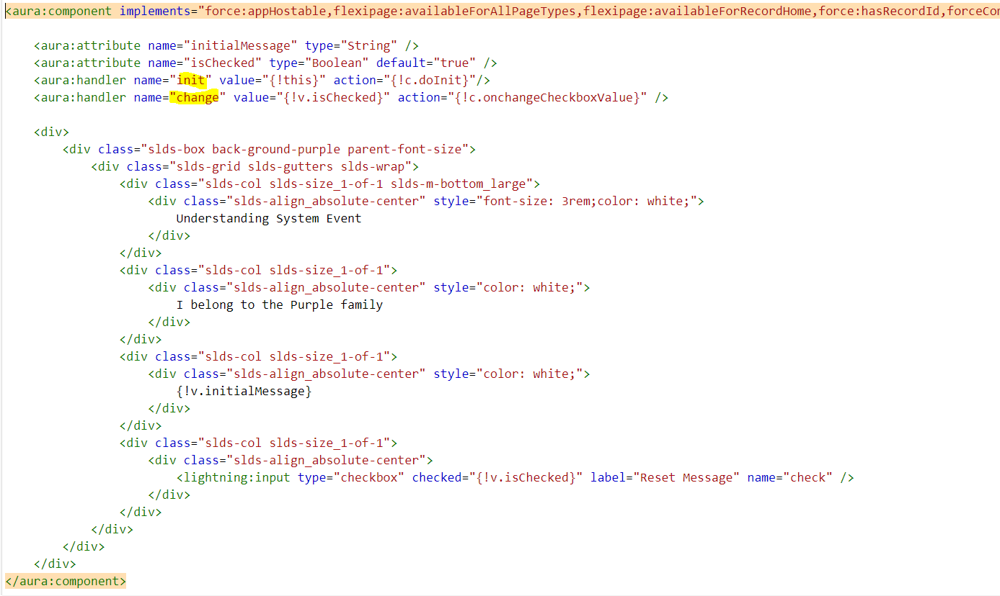 <aura:component implements="force:appHostable,flexipage:availableForAllPageTypes,flexipage:availableForRecordHome,force:hasRecordId,forceCo
<aura:attribute name="initialMessage" type="String" />
<aura:attribute name="isChecked" type="Boolean" default="true" />
<aura:handler name="init" value="{!this}" action="{!c.doInit}"/>
<aura:handler name="change" value="{!v.isChecked}" action="{!c.onchangeCheckboxValue}" />
<div>
<div class="slds-box back-ground-purple parent-font-size">
<div class="slds-grid slds-gutters slds-wrap">
<div class="slds-col slds-size_1-of-1 slds-m-bottom_large">
<div class="slds-align_absolute-center" style="font-size: 3rem;color: white;">
Understanding System Event
</div>
</div>
<div class="slds-col slds-size_1-of-1">
<div class="slds-align_absolute-center" style="color: white;">
I belong to the Purple family
</div>
</div>
<div class="slds-col slds-size_1-of-1">
<div class="slds-align_absolute-center" style="color: white;">
{!v.initialMessage}
</div>
</div>
<div class="slds-col slds-size_1-of-1">
<div class="slds-align_absolute-center">
<lightning:input type="checkbox" checked="{!v.isChecked}" label="Reset Message" name="check" />
</div>
</div>
</div>
</div>
</div>
</aura:component>